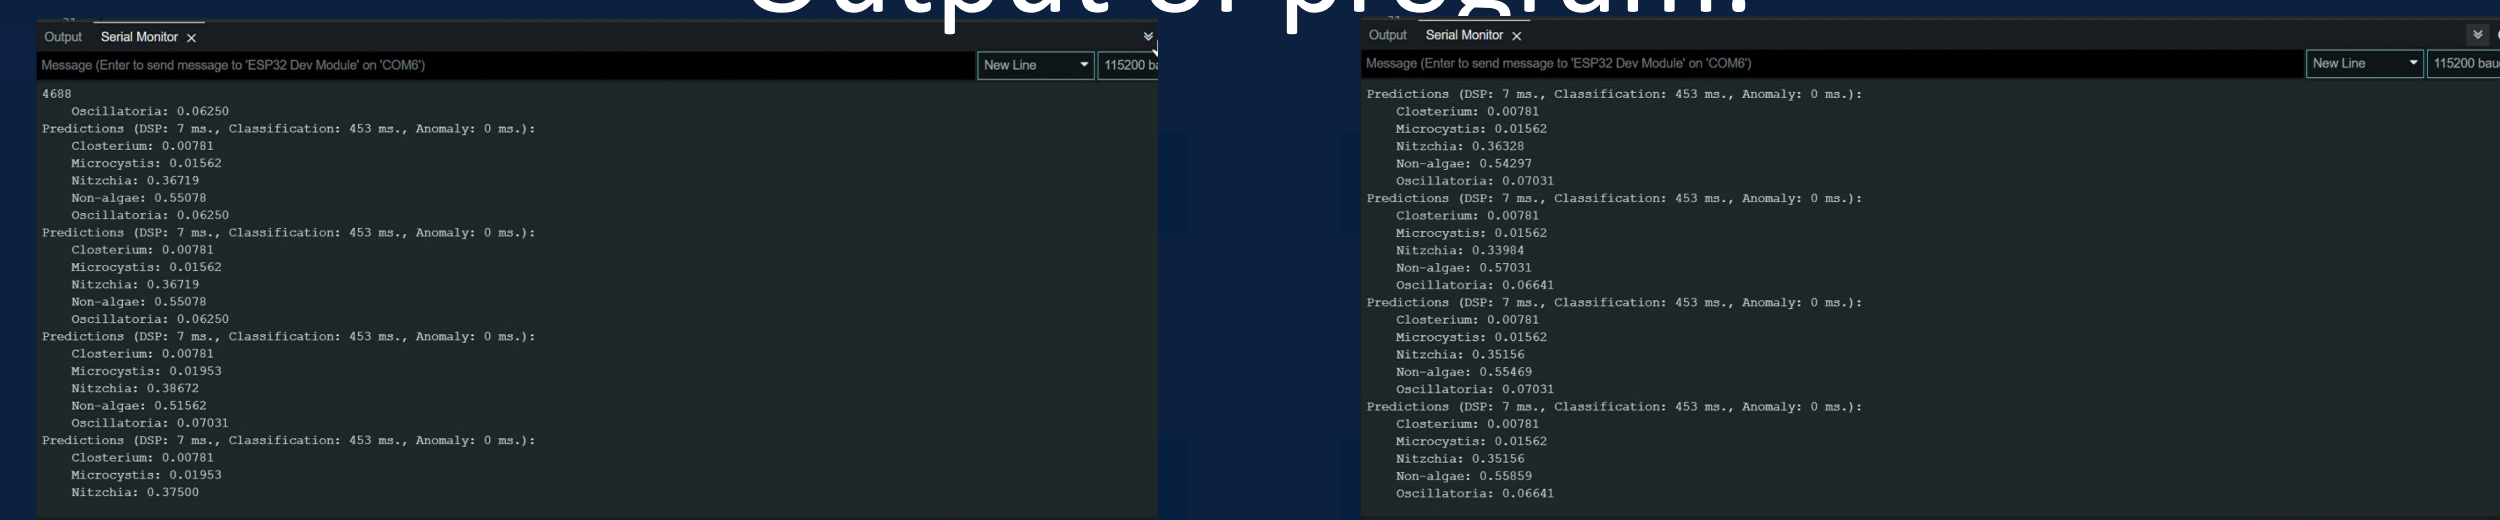 Output of program:
Output Serial Monitor ×
Message (Enter to send message to 'ESP32 Dev Module' on 'COM6') New Line 115200
4688
Oscillatoria: 0.06250
Predictions (DSP: 7 ms., Classification: 453 ms., Anomaly: 0 ms.):
Closterium: 0.00781
Microcystis: 0.01562
Nitzchia: 0.36719
Non-algae: 0.55078
Oscillatoria: 0.06250
Predictions (DSP: 7 ms., Classification: 453 ms., Anomaly: 0 ms.):
Closterium: 0.00781
Microcystis: 0.01562
Nitzchia: 0.36719
Non-algae: 0.55078
Oscillatoria: 0.06250
Predictions (DSP: 7 ms., Classification: 453 ms., Anomaly: 0 ms.):
Closterium: 0.00781
Microcystis: 0.01953
Nitzchia: 0.38672
Non-algae: 0.51562
Oscillatoria: 0.07031
Predictions (DSP: 7 ms., Classification: 453 ms., Anomaly: 0 ms.):
Closterium: 0.00781
Microcystis: 0.01953
Nitzchia: 0.37500
Output Serial Monitor ×
Message (Enter to send message to 'ESP32 Dev Module' on 'COM6') New Line 115200 bau
Predictions (DSP: 7 ms., Classification: 453 ms., Anomaly: 0 ms.):
Closterium: 0.00781
Microcystis: 0.01562
Nitzchia: 0.36328
Non-algae: 0.54297
Oscillatoria: 0.07031
Predictions (DSP: 7 ms., Classification: 453 ms., Anomaly: 0 ms.):
Closterium: 0.00781
Microcystis: 0.01562
Nitzchia: 0.33984
Non-algae: 0.57031
Oscillatoria: 0.06641
Predictions (DSP: 7 ms., Classification: 453 ms., Anomaly: 0 ms.):
Closterium: 0.00781
Microcystis: 0.01562
Nitzchia: 0.35156
Non-algae: 0.55469
Oscillatoria: 0.07031
Predictions (DSP: 7 ms., Classification: 453 ms., Anomaly: 0 ms.):
Closterium: 0.00781
Microcystis: 0.01562
Nitzchia: 0.35156
Non-algae: 0.55859
Oscillatoria: 0.06641